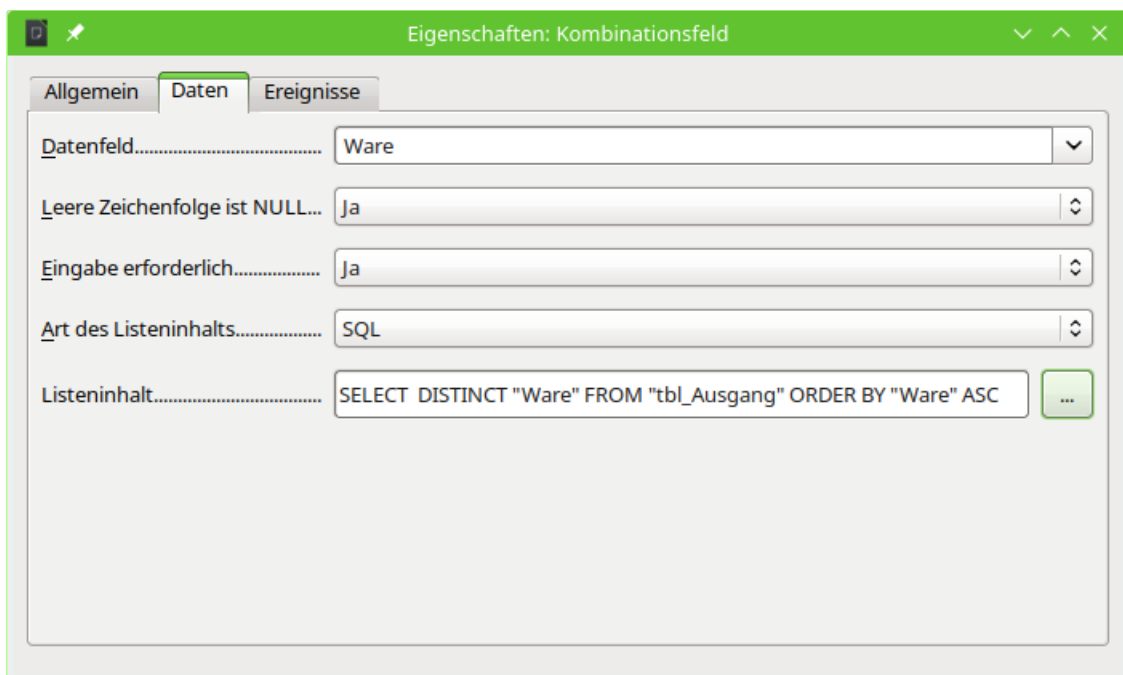 Eigenschaften: Kombinationsfeld
Allgemein Daten Ereignisse
Datenfeld....................................... Ware
Leere Zeichenfolge ist NULL... Ja
Eingabe erforderlich.................. Ja
Art des Listeninhalts.................. SQL
Listeninhalt................................... SELECT  DISTINCT "Ware" FROM "tbl_Ausgang" ORDER BY "Ware" ASC ...